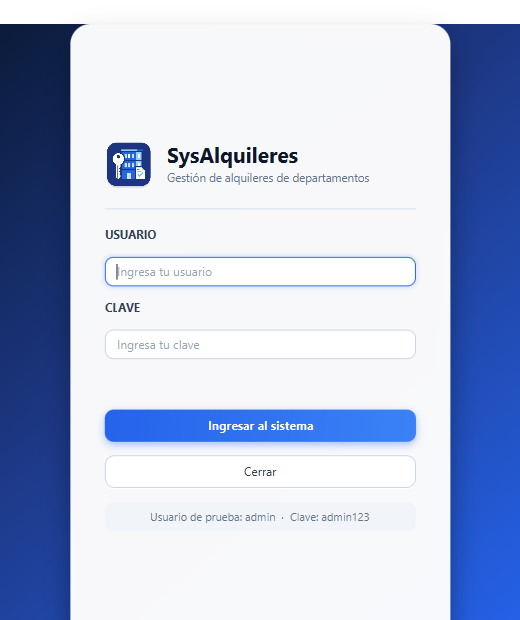 SysAlquileres
Gestión de alquileres de departamentos
USUARIO
Ingresa tu usuario
CLAVE
Ingresa tu clave
Ingresar al sistema
Cerrar
Usuario de prueba: admin · Clave: admin123